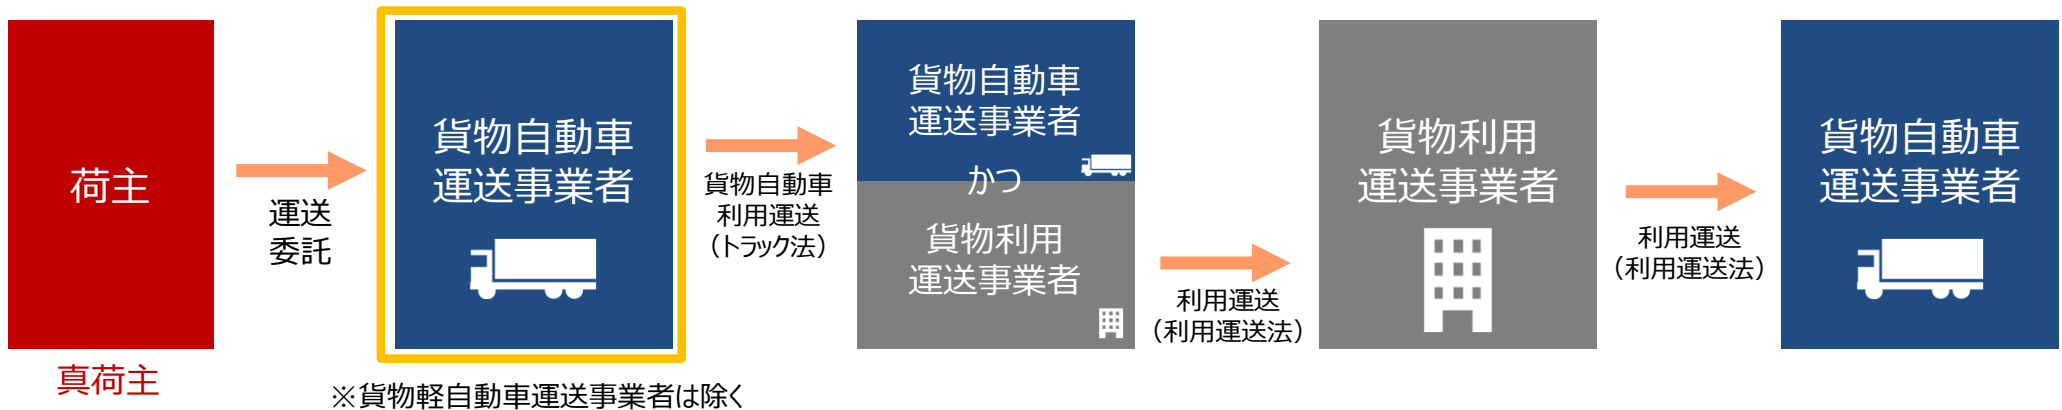 荷主
真荷主
運送
委託
貨物自動車
運送事業者
※貨物軽自動車運送事業者は除く
貨物自動車
利用運送
（トラック法）
貨物自動車
運送事業者
かつ
貨物利用
運送事業者
利用運送
（利用運送法）
貨物利用
運送事業者
利用運送
（利用運送法）
貨物自動車
運送事業者